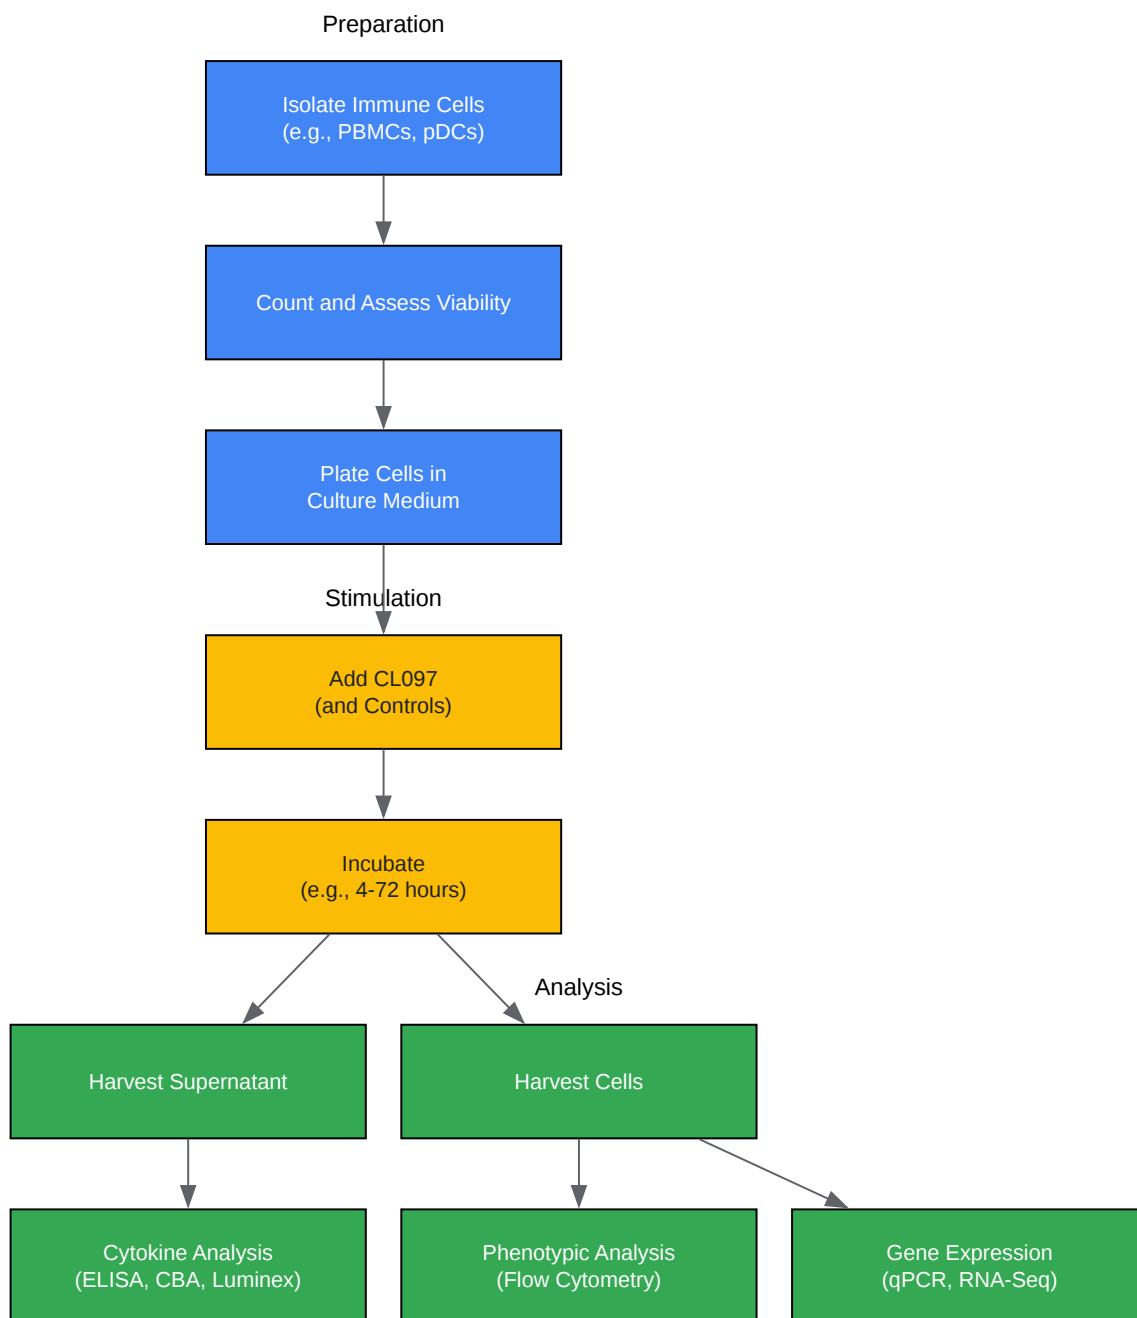 Preparation
Isolate Immune Cells
(e.g., PBMCs, pDCs)
Count and Assess Viability
Plate Cells in
Culture Medium
Stimulation
Add CL097
(and Controls)
Incubate
(e.g., 4-72 hours)
Analysis
Harvest Supernatant
Harvest Cells
Cytokine Analysis
(ELISA, CBA, Luminex)
Phenotypic Analysis
(Flow Cytometry)
Gene Expression
(qPCR, RNA-Seq)